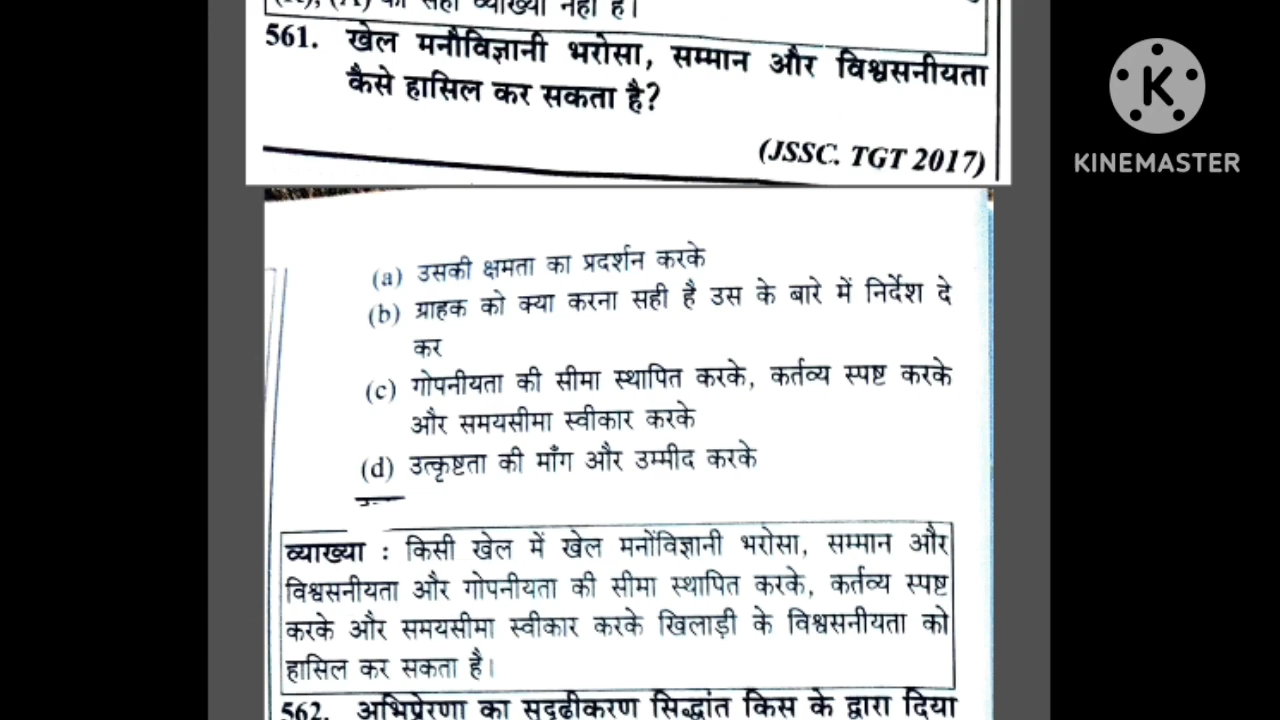 (R), (A) की सही व्याख्या नहीं है।
561. खेल मनौविज्ञानी भरोसा, सम्मान और विश्वसनीयता
कैसे हासिल कर सकता है?
(JSSC. TGT 2017)
K
KINEMASTER
(a) उसकी क्षमता का प्रदर्शन करके
(b) ग्राहक को क्या करना सही है उस के बारे में निर्देश दे
कर
(c) गोपनीयता की सीमा स्थापित करके, कर्तव्य स्पष्ट करके
और समयसीमा स्वीकार करके
(d) उत्कृष्टता की माँग और उम्मीद करके
व्याख्या : किसी खेल में खेल मनोंविज्ञानी भरोसा, सम्मान और
विश्वसनीयता और गोपनीयता की सीमा स्थापित करके, कर्तव्य स्पष्ट
करके और समयसीमा स्वीकार करके खिलाड़ी के विश्वसनीयता को
हासिल कर सकता है।
562. अभिप्रेरणा का सुदृढीकरण सिद्धांत किस के द्वारा दिया